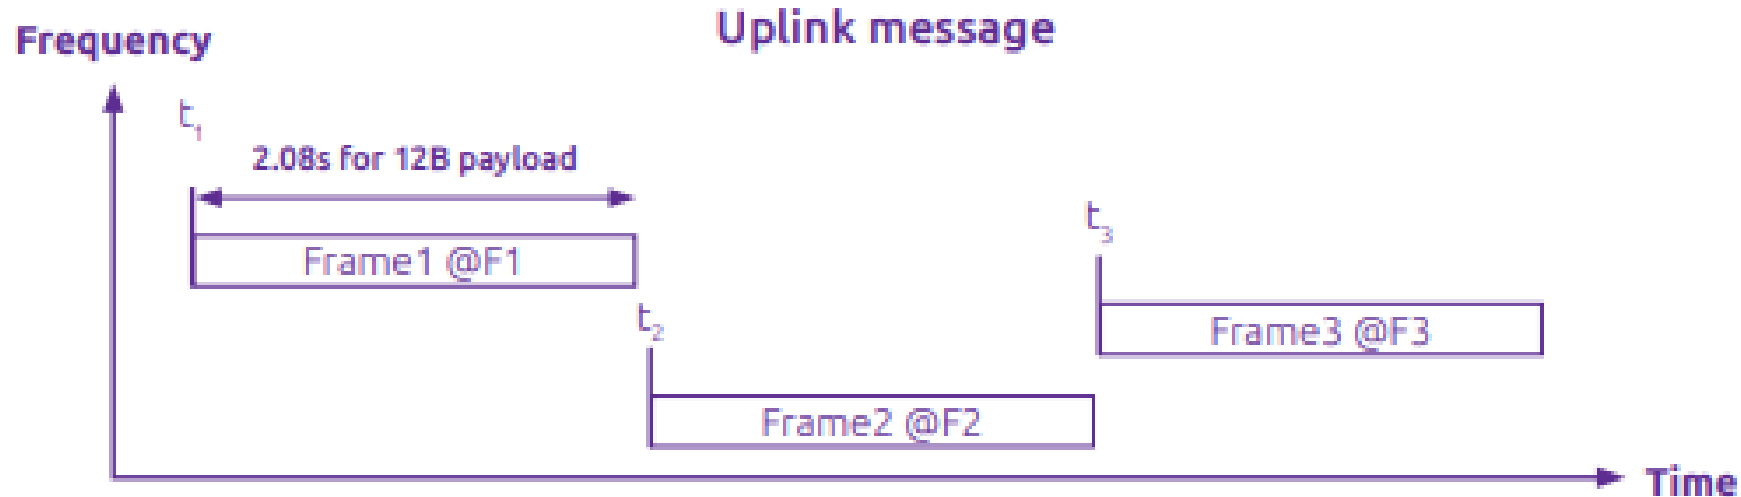 Uplink message
Frequency
t₁
2.08s for 12B payload
Frame1 @F1
t₂
Frame2 @F2
t₃
Frame3 @F3
Time